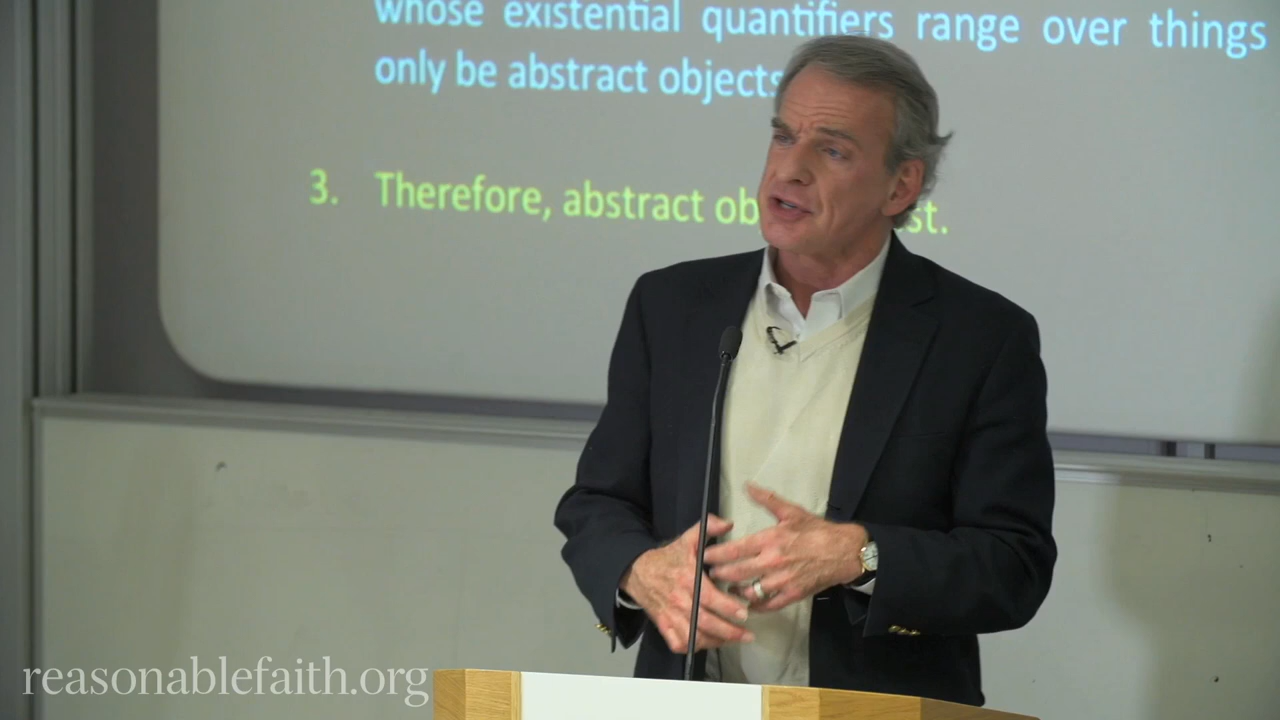 whose existential quantifiers range over things
only be abstract objects
3. Therefore, abstract
reasonablefaith.org